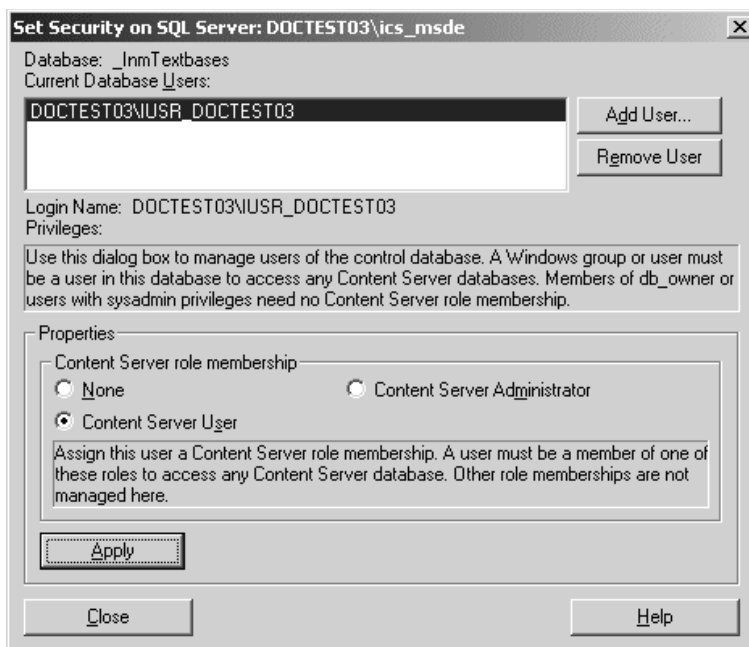 Set Security on SQL Server: DOCTEST03\ics_msde
Database: _InmTextbases
Current Database Users:
DOCTEST03\IUSR_DOCTEST03
Add User...
Remove User
Login Name: DOCTEST03\IUSR_DOCTEST03
Privileges:
Use this dialog box to manage users of the control database. A Windows group or user must
be a user in this database to access any Content Server databases. Members of db_owner or
users with sysadmin privileges need no Content Server role membership.
Properties
Content Server role membership
None
Content Server Administrator
Content Server User
Assign this user a Content Server role membership. A user must be a member of one of
these roles to access any Content Server database. Other role memberships are not
managed here.
Apply
Close
Help